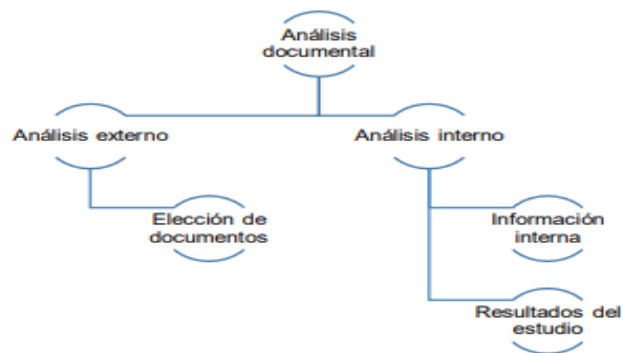 Análisis
documental
Análisis externo
Análisis interno
Elección de
documentos
Información
interna
Resultados del
estudio